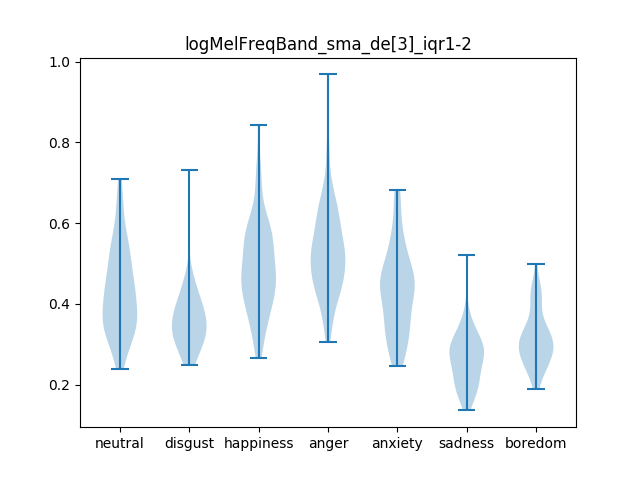 logMelFreqBand_sma_de[3]_iqr1-2
1.0
0.8
0.6
0.4
0.2
neutral disgust happiness anger anxiety sadness boredom